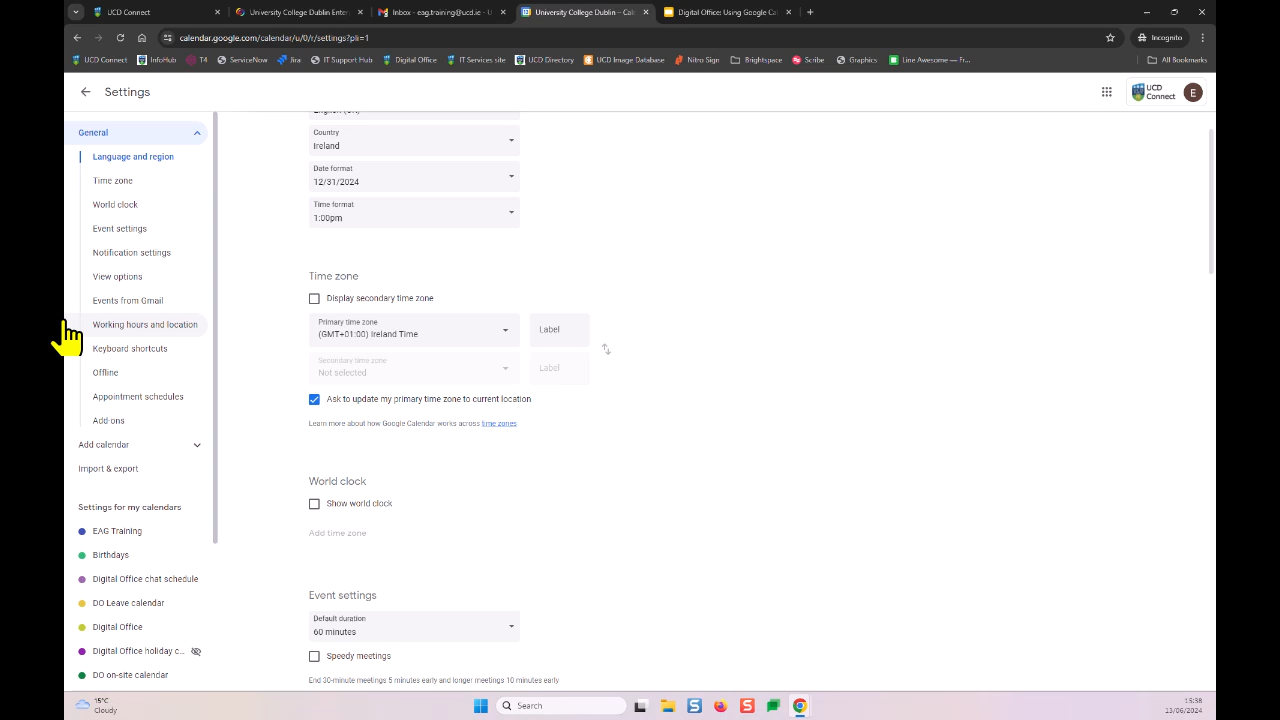 UCD Connect
University College Dublin Enter
Inbox - eag.training@ucd.ie - U
University College Dublin – Cale
Digital Office: Using Google Cal
calendar.google.com/calendar/u/0/r/settings?pli=1
Incognito
UCD Connect
InfoHub
T4
ServiceNow
Jira
IT Support Hub
Digital Office
IT Services site
UCD Directory
UCD Image Database
Nitro Sign
Brightspace
Scribe
Graphics
Line Awesome — Fr...
All Bookmarks
Settings
UCD
Connect
E
General
Language and region
Time zone
World clock
Event settings
Notification settings
View options
Events from Gmail
Working hours and location
Keyboard shortcuts
Offline
Appointment schedules
Add-ons
Add calendar
Import & export
Settings for my calendars
EAG Training
Birthdays
Digital Office chat schedule
DO Leave calendar
Digital Office
Digital Office holiday c...
DO on-site calendar
Country
Ireland
Date format
12/31/2024
Time format
1:00pm
Time zone
Display secondary time zone
Primary time zone
(GMT+01:00) Ireland Time
Label
Secondary time zone
Not selected
Label
Ask to update my primary time zone to current location
Learn more about how Google Calendar works across time zones
World clock
Show world clock
Add time zone
Event settings
Default duration
60 minutes
Speedy meetings
End 30-minute meetings 5 minutes early and longer meetings 10 minutes early
15°C
Cloudy
Search
15:38
13/06/2024